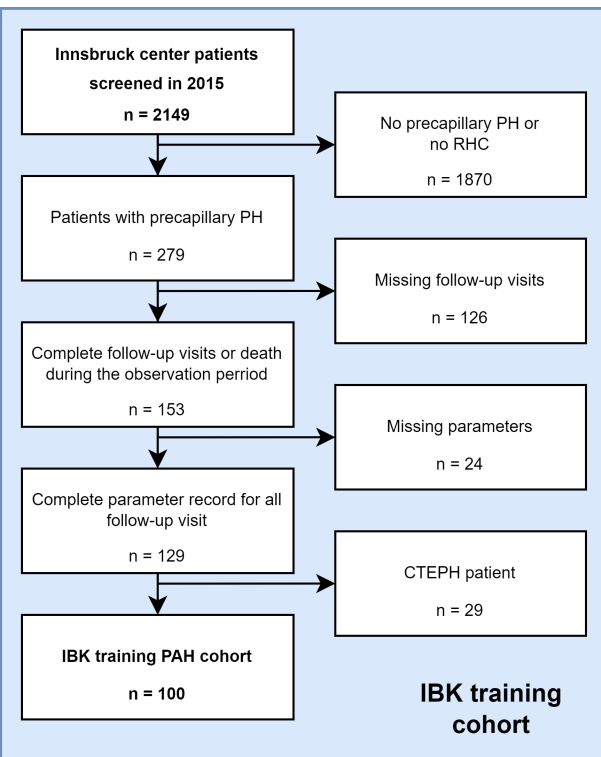 Innsbruck center patients
screened in 2015
n = 2149
No precapillary PH or
no RHC
n = 1870
Patients with precapillary PH
n = 279
Missing follow-up visits
n = 126
Complete follow-up visits or death
during the observation perriod
n = 153
Missing parameters
n = 24
Complete parameter record for all
follow-up visit
n = 129
CTEPH patient
n = 29
IBK training PAH cohort
n = 100
IBK training
cohort